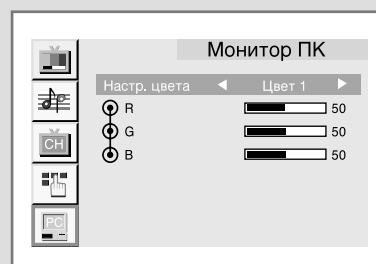 Монитор ПК
Настр. цвета Цвет 1
R 50
G 50
CH
B 50
PC